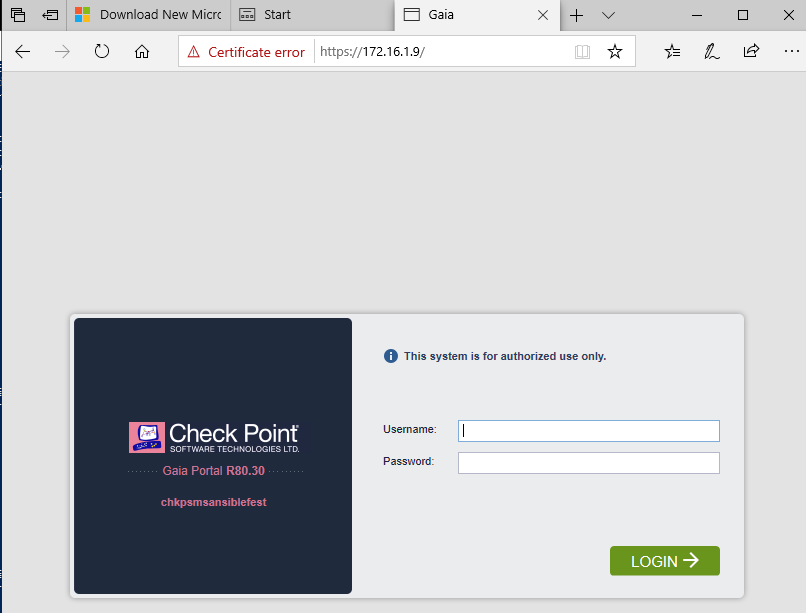 Download New Micr
Start
Gaia
Certificate error
https://172.16.1.9/
This system is for authorized use only.
Username:
Password:
Check Point
SOFTWARE TECHNOLOGIES LTD.
Gaia Portal R80.30
chkpsmsansiblefest
LOGIN